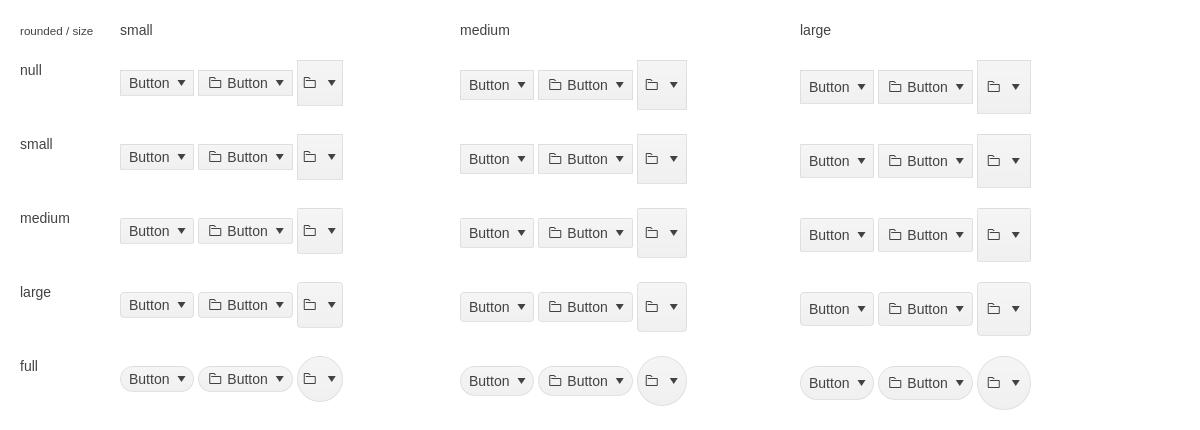 rounded / size small medium large
null Button Button Button Button Button Button
small Button Button Button Button Button Button
medium Button Button Button Button Button Button
large Button Button Button Button Button Button
full Button Button Button Button Button Button